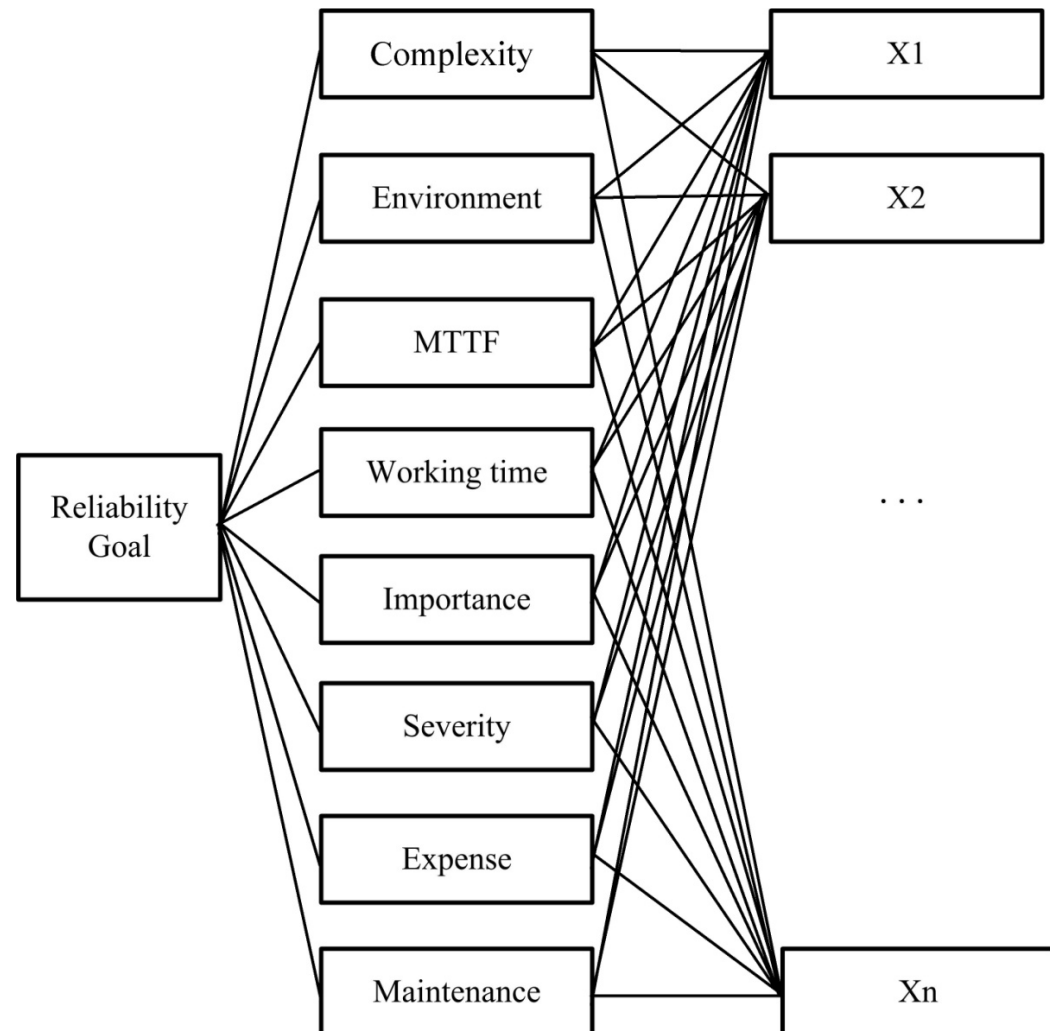 Complexity
X1
Environment
X2
MTTF
Working time
Reliability
Goal
. . .
Importance
Severity
Expense
Maintenance
Xn